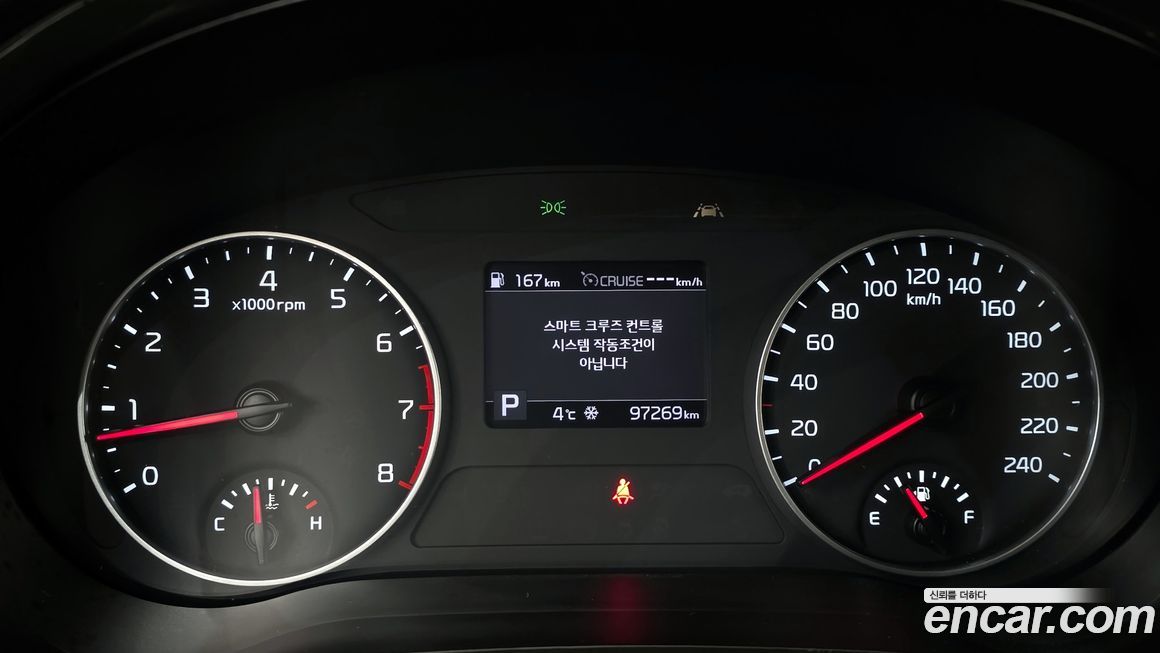 167km CRUISE ---km/h
스마트 크루즈 컨트롤
시스템 작동조건이
아닙니다
P 4℃ 97269km
0 1 2 3 4 5 6 7 8
x1000rpm
C H
0 20 40 60 80 100 120 140 160 180 200 220 240
km/h
E F
신뢰를 더하다
encar.com